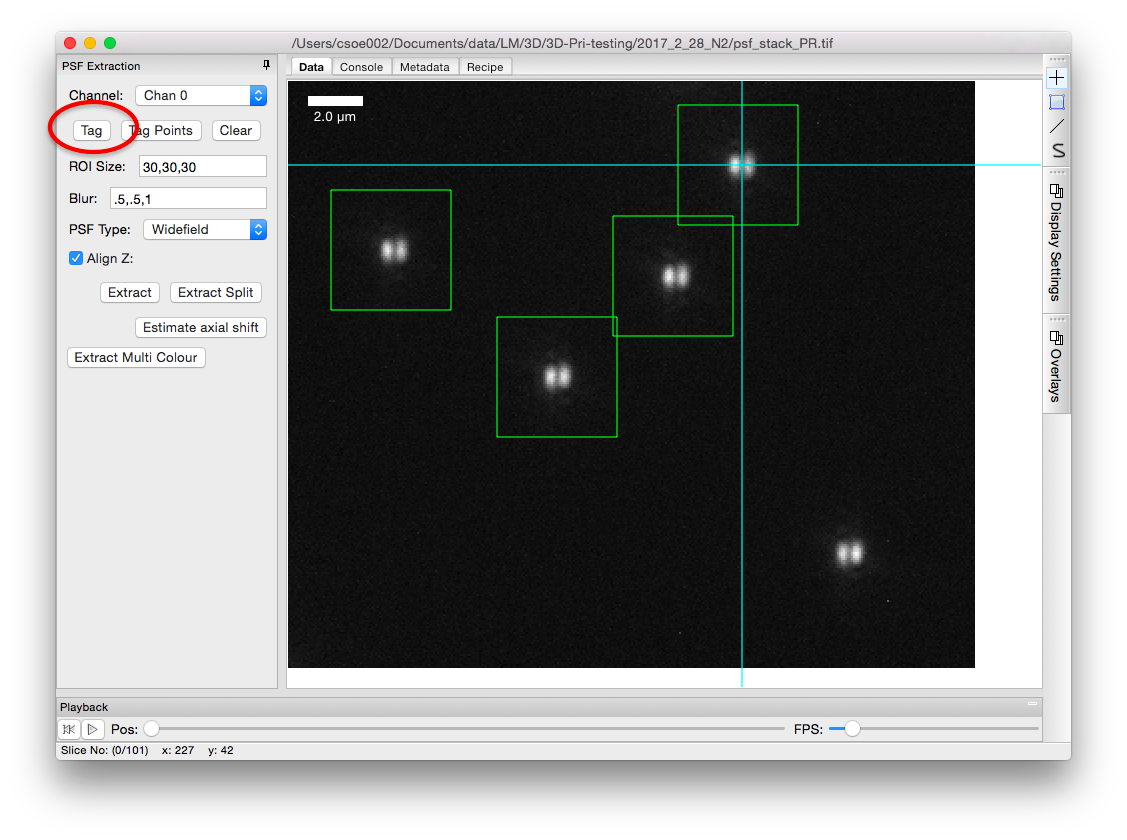 /Users/csoe002/Documents/data/LM/3D/3D-Pri-testing/2017_2_28_N2/psf_stack_PR.tif
PSF Extraction
Channel: Chan 0
Tag Tag Points Clear
ROI Size: 30,30,30
Blur: .5,.5,1
PSF Type: Widefield
Align Z:
Extract Extract Split
Estimate axial shift
Extract Multi Colour
Data Console Metadata Recipe
2.0 μm
S
Display Settings
Overlays
Playback
Pos: FPS:
Slice No: (0/101) x: 227 y: 42